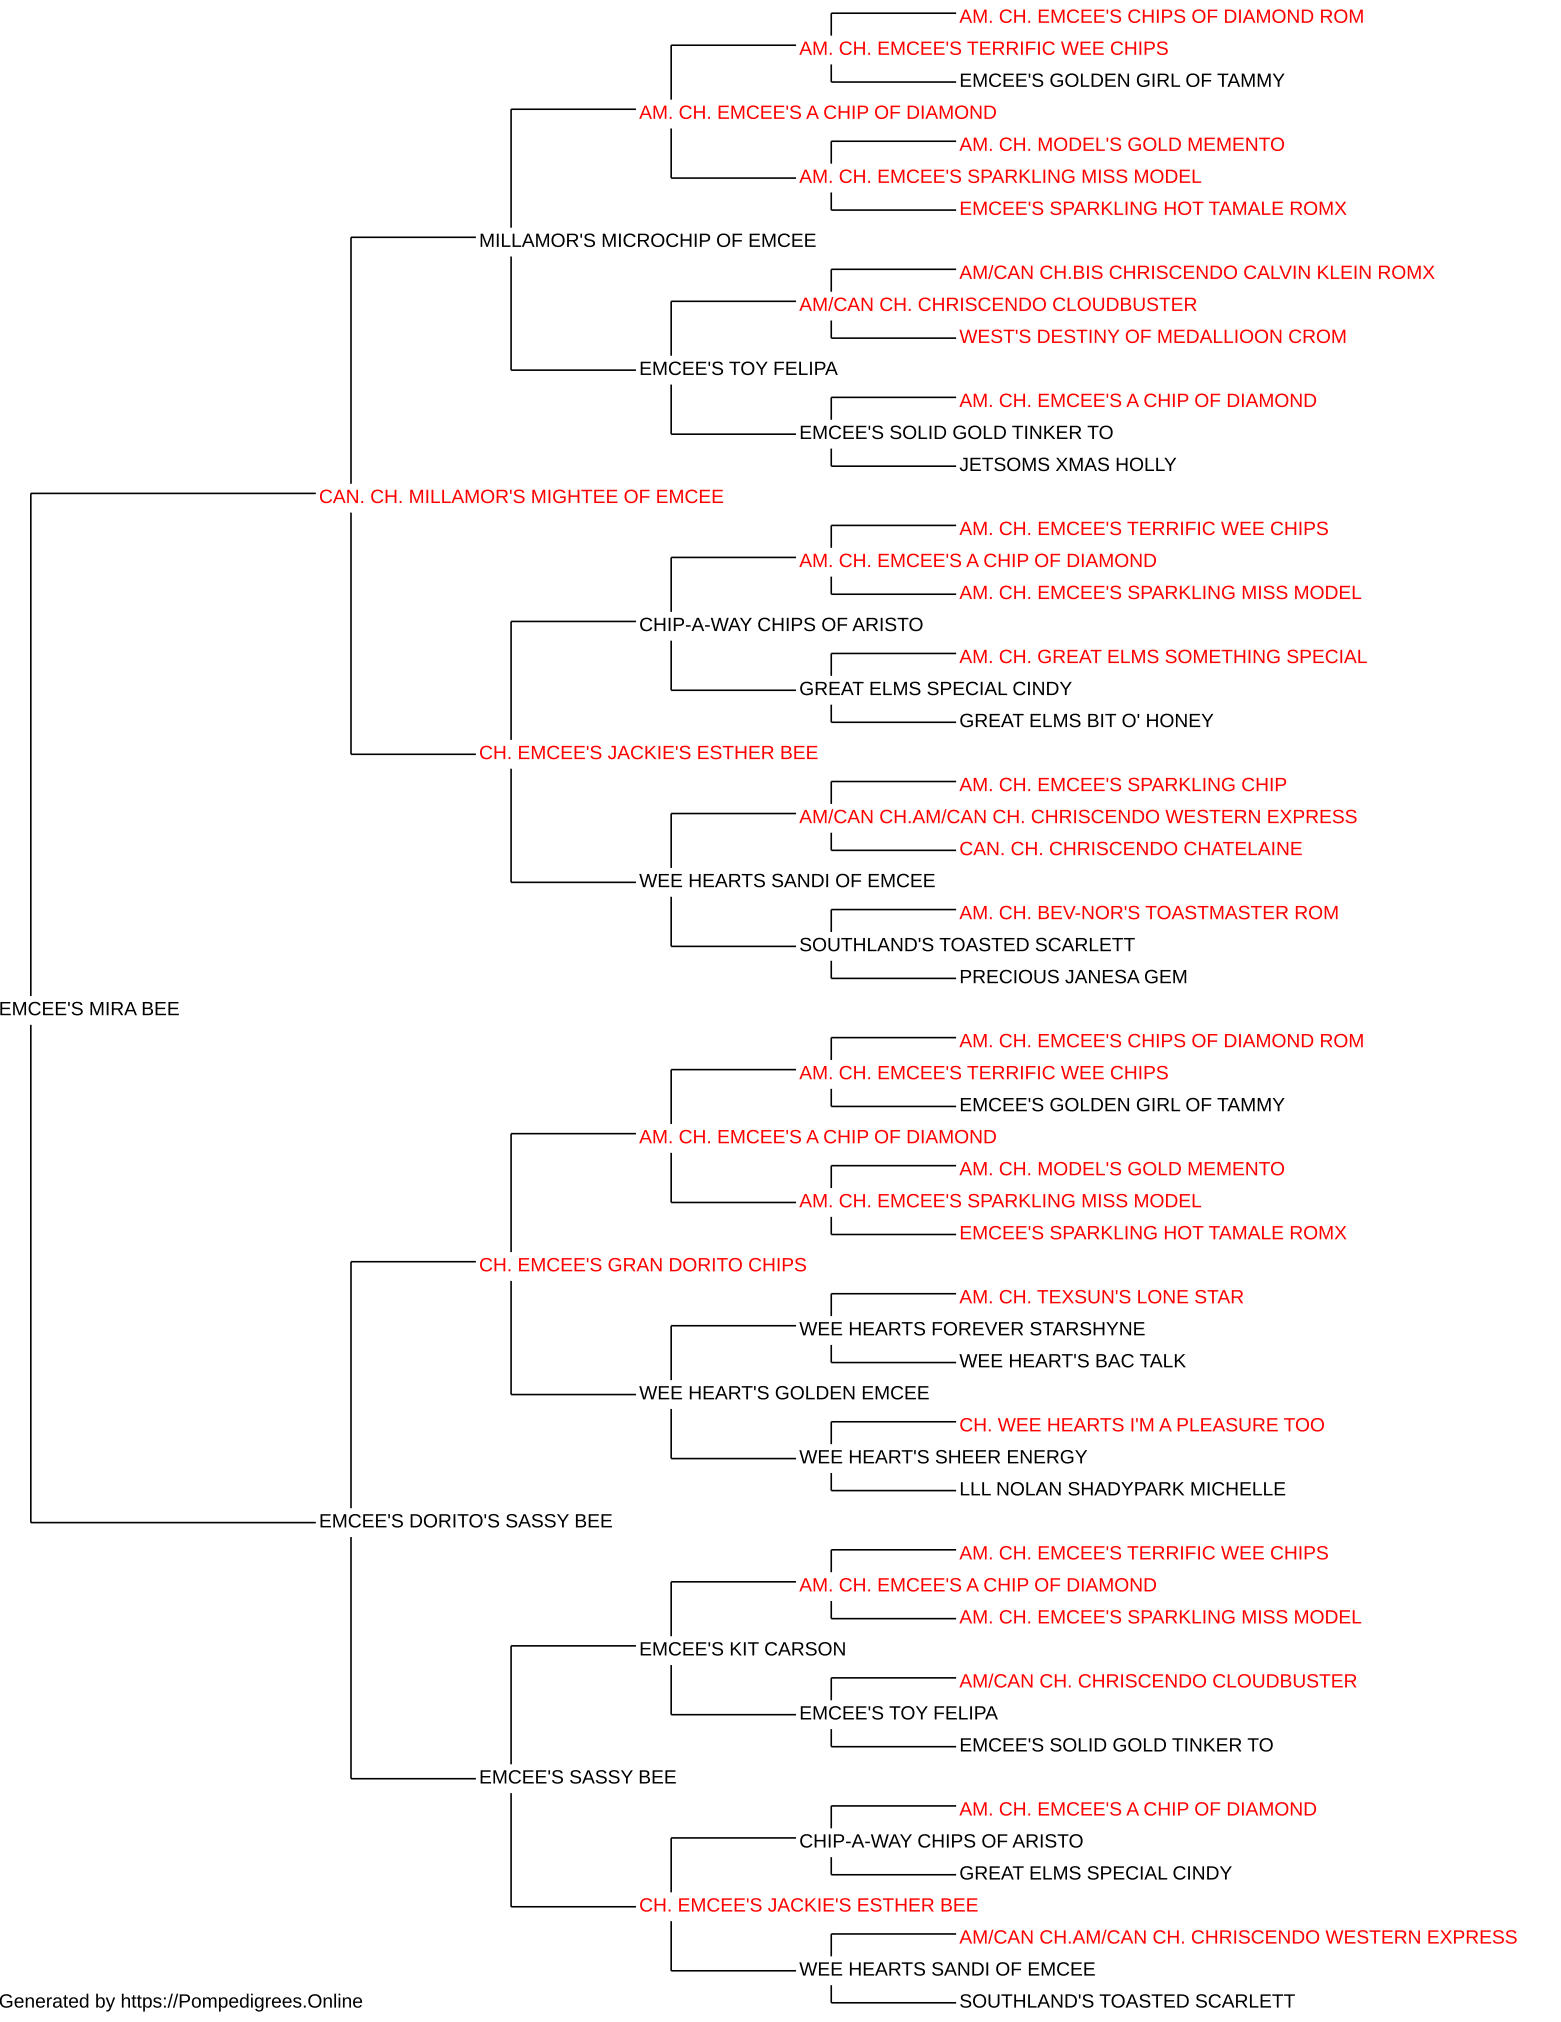 AM. CH. EMCEE'S CHIPS OF DIAMOND ROM
AM. CH. EMCEE'S TERRIFIC WEE CHIPS
EMCEE'S GOLDEN GIRL OF TAMMY
AM. CH. EMCEE'S A CHIP OF DIAMOND
AM. CH. MODEL'S GOLD MEMENTO
AM. CH. EMCEE'S SPARKLING MISS MODEL
EMCEE'S SPARKLING HOT TAMALE ROMX
MILLAMOR'S MICROCHIP OF EMCEE
AM/CAN CH.BIS CHRISCENDO CALVIN KLEIN ROMX
AM/CAN CH. CHRISCENDO CLOUDBUSTER
WEST'S DESTINY OF MEDALLIOON CROM
EMCEE'S TOY FELIPA
AM. CH. EMCEE'S A CHIP OF DIAMOND
EMCEE'S SOLID GOLD TINKER TO
JETSOMS XMAS HOLLY
CAN. CH. MILLAMOR'S MIGHTEE OF EMCEE
AM. CH. EMCEE'S TERRIFIC WEE CHIPS
AM. CH. EMCEE'S A CHIP OF DIAMOND
AM. CH. EMCEE'S SPARKLING MISS MODEL
CHIP-A-WAY CHIPS OF ARISTO
AM. CH. GREAT ELMS SOMETHING SPECIAL
GREAT ELMS SPECIAL CINDY
GREAT ELMS BIT O' HONEY
CH. EMCEE'S JACKIE'S ESTHER BEE
AM. CH. EMCEE'S SPARKLING CHIP
AM/CAN CH.AM/CAN CH. CHRISCENDO WESTERN EXPRESS
CAN. CH. CHRISCENDO CHATELAINE
WEE HEARTS SANDI OF EMCEE
AM. CH. BEV-NOR'S TOASTMASTER ROM
SOUTHLAND'S TOASTED SCARLETT
PRECIOUS JANESA GEM
EMCEE'S MIRA BEE
AM. CH. EMCEE'S CHIPS OF DIAMOND ROM
AM. CH. EMCEE'S TERRIFIC WEE CHIPS
EMCEE'S GOLDEN GIRL OF TAMMY
AM. CH. EMCEE'S A CHIP OF DIAMOND
AM. CH. MODEL'S GOLD MEMENTO
AM. CH. EMCEE'S SPARKLING MISS MODEL
EMCEE'S SPARKLING HOT TAMALE ROMX
CH. EMCEE'S GRAN DORITO CHIPS
AM. CH. TEXSUN'S LONE STAR
WEE HEARTS FOREVER STARSHYNE
WEE HEART'S BAC TALK
WEE HEART'S GOLDEN EMCEE
CH. WEE HEARTS I'M A PLEASURE TOO
WEE HEART'S SHEER ENERGY
LLL NOLAN SHADYPARK MICHELLE
EMCEE'S DORITO'S SASSY BEE
AM. CH. EMCEE'S TERRIFIC WEE CHIPS
AM. CH. EMCEE'S A CHIP OF DIAMOND
AM. CH. EMCEE'S SPARKLING MISS MODEL
EMCEE'S KIT CARSON
AM/CAN CH. CHRISCENDO CLOUDBUSTER
EMCEE'S TOY FELIPA
EMCEE'S SOLID GOLD TINKER TO
EMCEE'S SASSY BEE
AM. CH. EMCEE'S A CHIP OF DIAMOND
CHIP-A-WAY CHIPS OF ARISTO
GREAT ELMS SPECIAL CINDY
CH. EMCEE'S JACKIE'S ESTHER BEE
AM/CAN CH.AM/CAN CH. CHRISCENDO WESTERN EXPRESS
WEE HEARTS SANDI OF EMCEE
SOUTHLAND'S TOASTED SCARLETT
Generated by https://Pompedigrees.Online